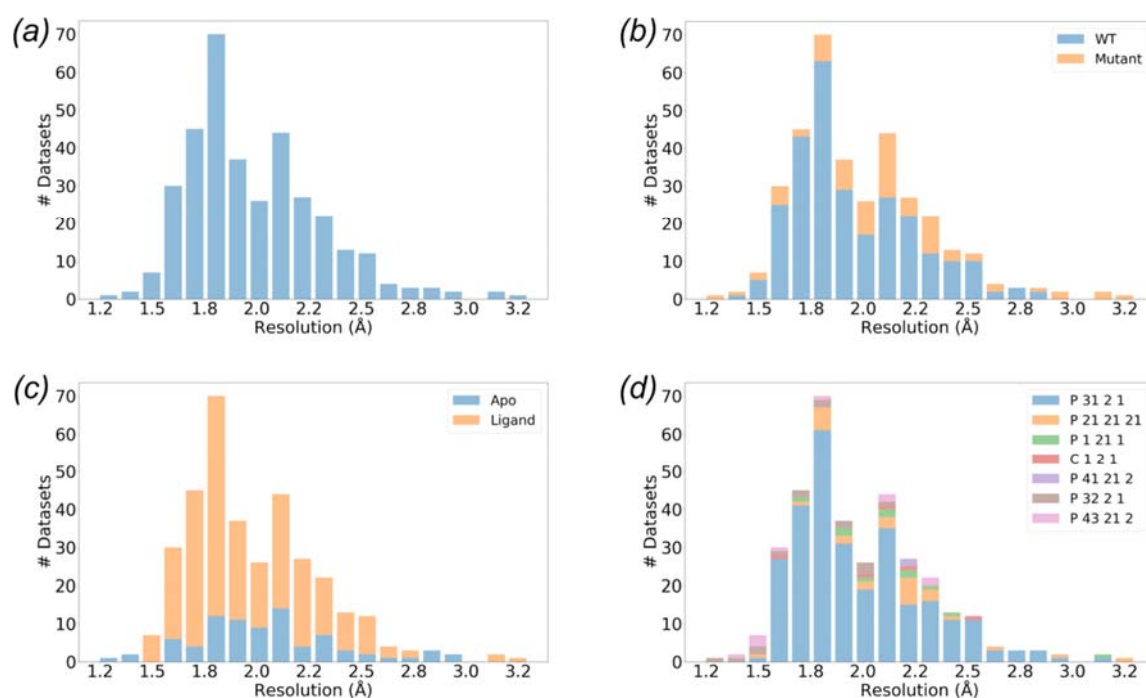 (a)
# Datasets
70
60
50
40
30
20
10
0
1.2 1.5 1.8 2.0 2.2 2.5 2.8 3.0 3.2
Resolution (Å)
(b)
# Datasets
70
60
50
40
30
20
10
0
1.2 1.5 1.8 2.0 2.2 2.5 2.8 3.0 3.2
Resolution (Å)
WT
Mutant
(c)
# Datasets
70
60
50
40
30
20
10
0
1.2 1.5 1.8 2.0 2.2 2.5 2.8 3.0 3.2
Resolution (Å)
Apo
Ligand
(d)
# Datasets
70
60
50
40
30
20
10
0
1.2 1.5 1.8 2.0 2.2 2.5 2.8 3.0 3.2
Resolution (Å)
P 31 2 1
P 21 21 21
P 1 21 1
C 1 2 1
P 41 21 2
P 32 2 1
P 43 21 2